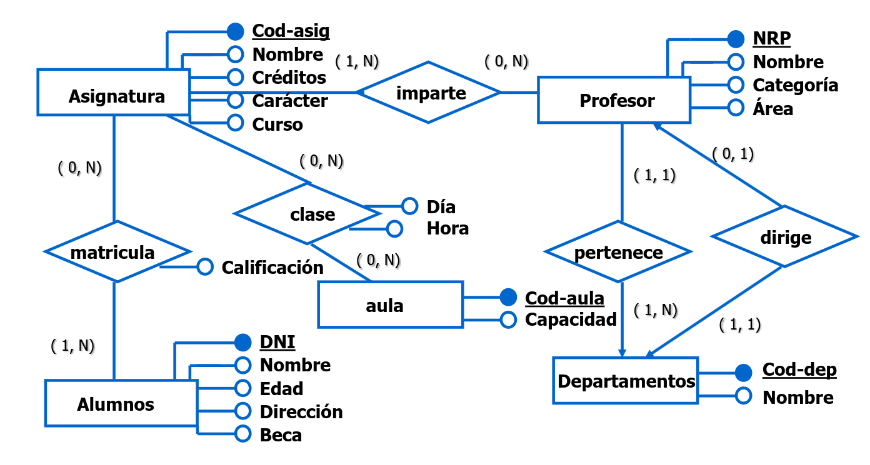 Cod-asig
Nombre
Créditos
Carácter
Curso
Asignatura
( 1, N)
imparte
( 0, N)
Profesor
NRP
Nombre
Categoría
Área
( 0, N)
( 0, N)
( 1, 1)
( 0, 1)
clase
Día
Hora
matricula
Calificación
( 0, N)
pertenece
dirige
aula
Cod-aula
Capacidad
( 1, N)
( 1, 1)
( 1, N)
Alumnos
DNI
Nombre
Edad
Dirección
Beca
Departamentos
Cod-dep
Nombre